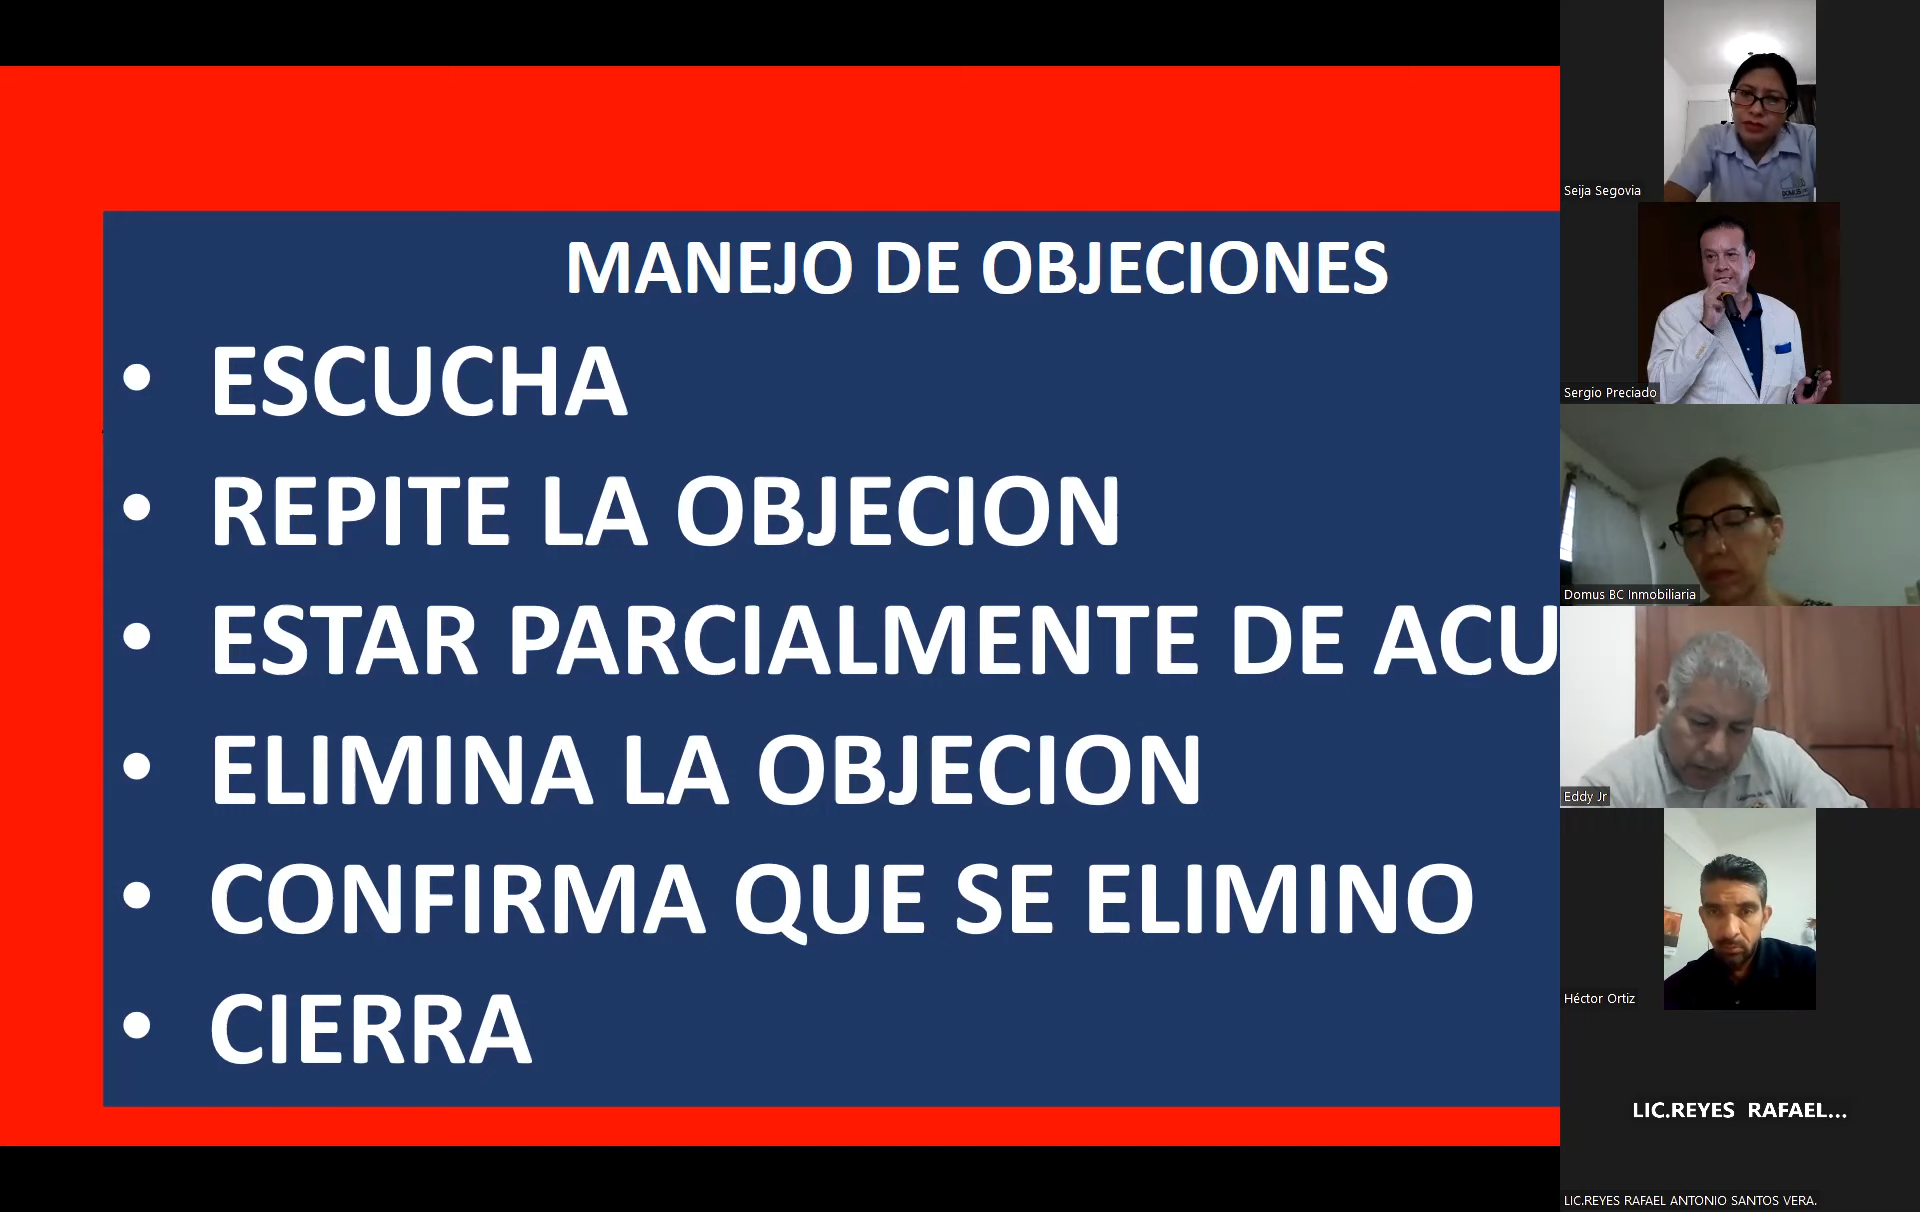 MANEJO DE OBJECIONES
• ESCUCHA
• REPITE LA OBJECION
• ESTAR PARCIALMENTE DE ACU
• ELIMINA LA OBJECION
• CONFIRMA QUE SE ELIMINO
• CIERRA
Seija Segovia
Sergio Preciado
Domus BC Inmobiliaria
Eddy Jr
Héctor Ortiz
LIC.REYES RAFAEL...
LIC.REYES RAFAEL ANTONIO SANTOS VERA.